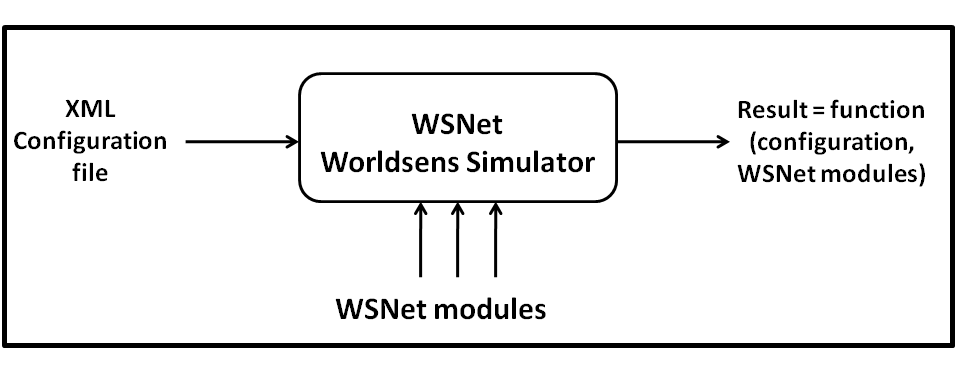 XML
Configuration
file
WSNet
Worldsens Simulator
Result = function
(configuration,
WSNet modules)
WSNet modules